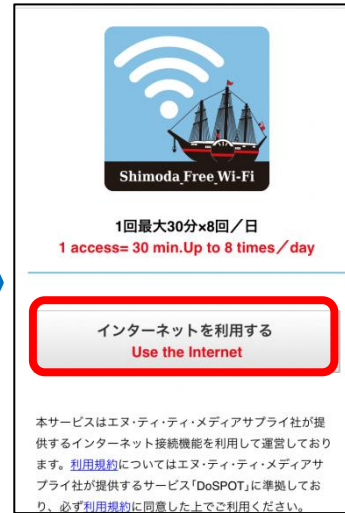 Shimoda_Free_Wi-Fi
1回最大30分×8回／日
1 access= 30 min.Up to 8 times／day
インターネットを利用する
Use the Internet
本サービスはエヌ・ティ・ティ・メディアサプライ社が提
供するインターネット接続機能を利用して運営しており
ます。利用規約についてはエヌ・ティ・ティ・メディアサ
プライ社が提供するサービス｢DoSPOT｣に準拠してお
り、必ず利用規約に同意した上でご利用ください。